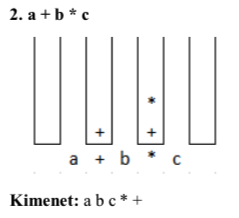 2. a + b * c
*
+ +
a + b * c
Kimenet: a b c * +